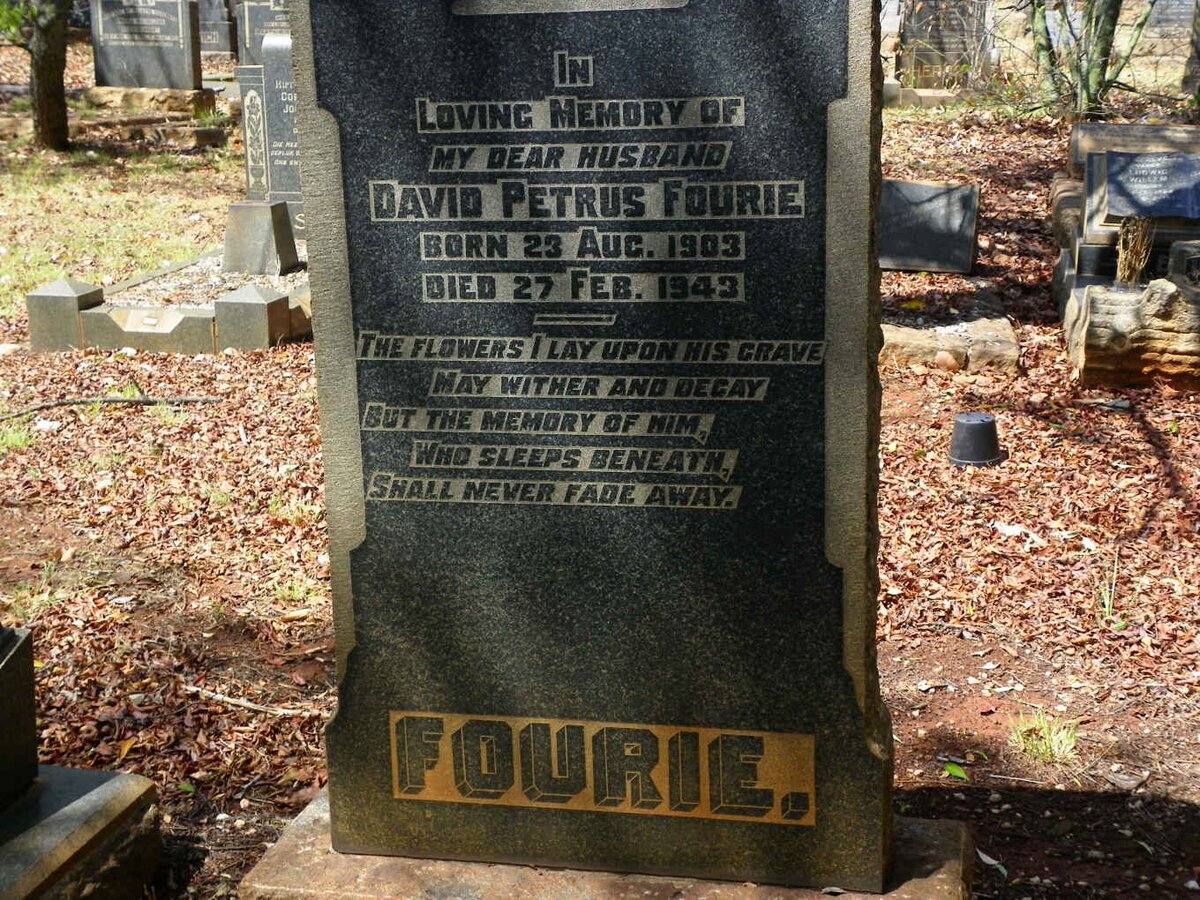 IN
LOVING MEMORY OF
MY DEAR HUSBAND
DAVID PETRUS FOURIE
BORN 23 AUG. 1903
DIED 27 FEB. 1943
THE FLOWERS I LAY UPON HIS GRAVE
MAY WITHER AND DECAY
BUT THE MEMORY OF HIM,
WHO SLEEPS BENEATH,
SHALL NEVER FADE AWAY.
FOURIE.